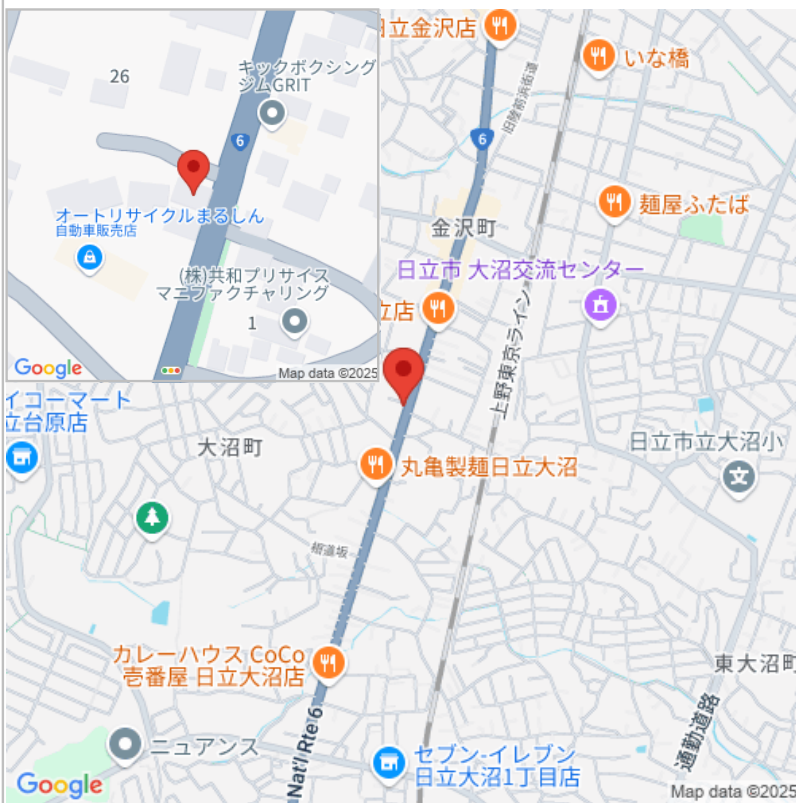 26
キックボクシング
ジムGRIT
6
オートリサイクルまるしん
自動車販売店
(株)共和プリサイス
マニファクチャリング
1
Google
Map data ©2025
日立金沢店
いな橋
旧陸前浜街道
6
麺屋ふたば
金沢町
日立市 大沼交流センター
立店
上野東京ライン
イコーマート
立台原店
大沼町
丸亀製麺日立大沼
日立市立大沼小
文
梧道坂
カレーハウス CoCo
壱番屋 日立大沼店
東大沼町
Nat'l Rte 6
通勤道路
ニュアンス
セブン-イレブン
日立大沼1丁目店
Google
Map data ©2025